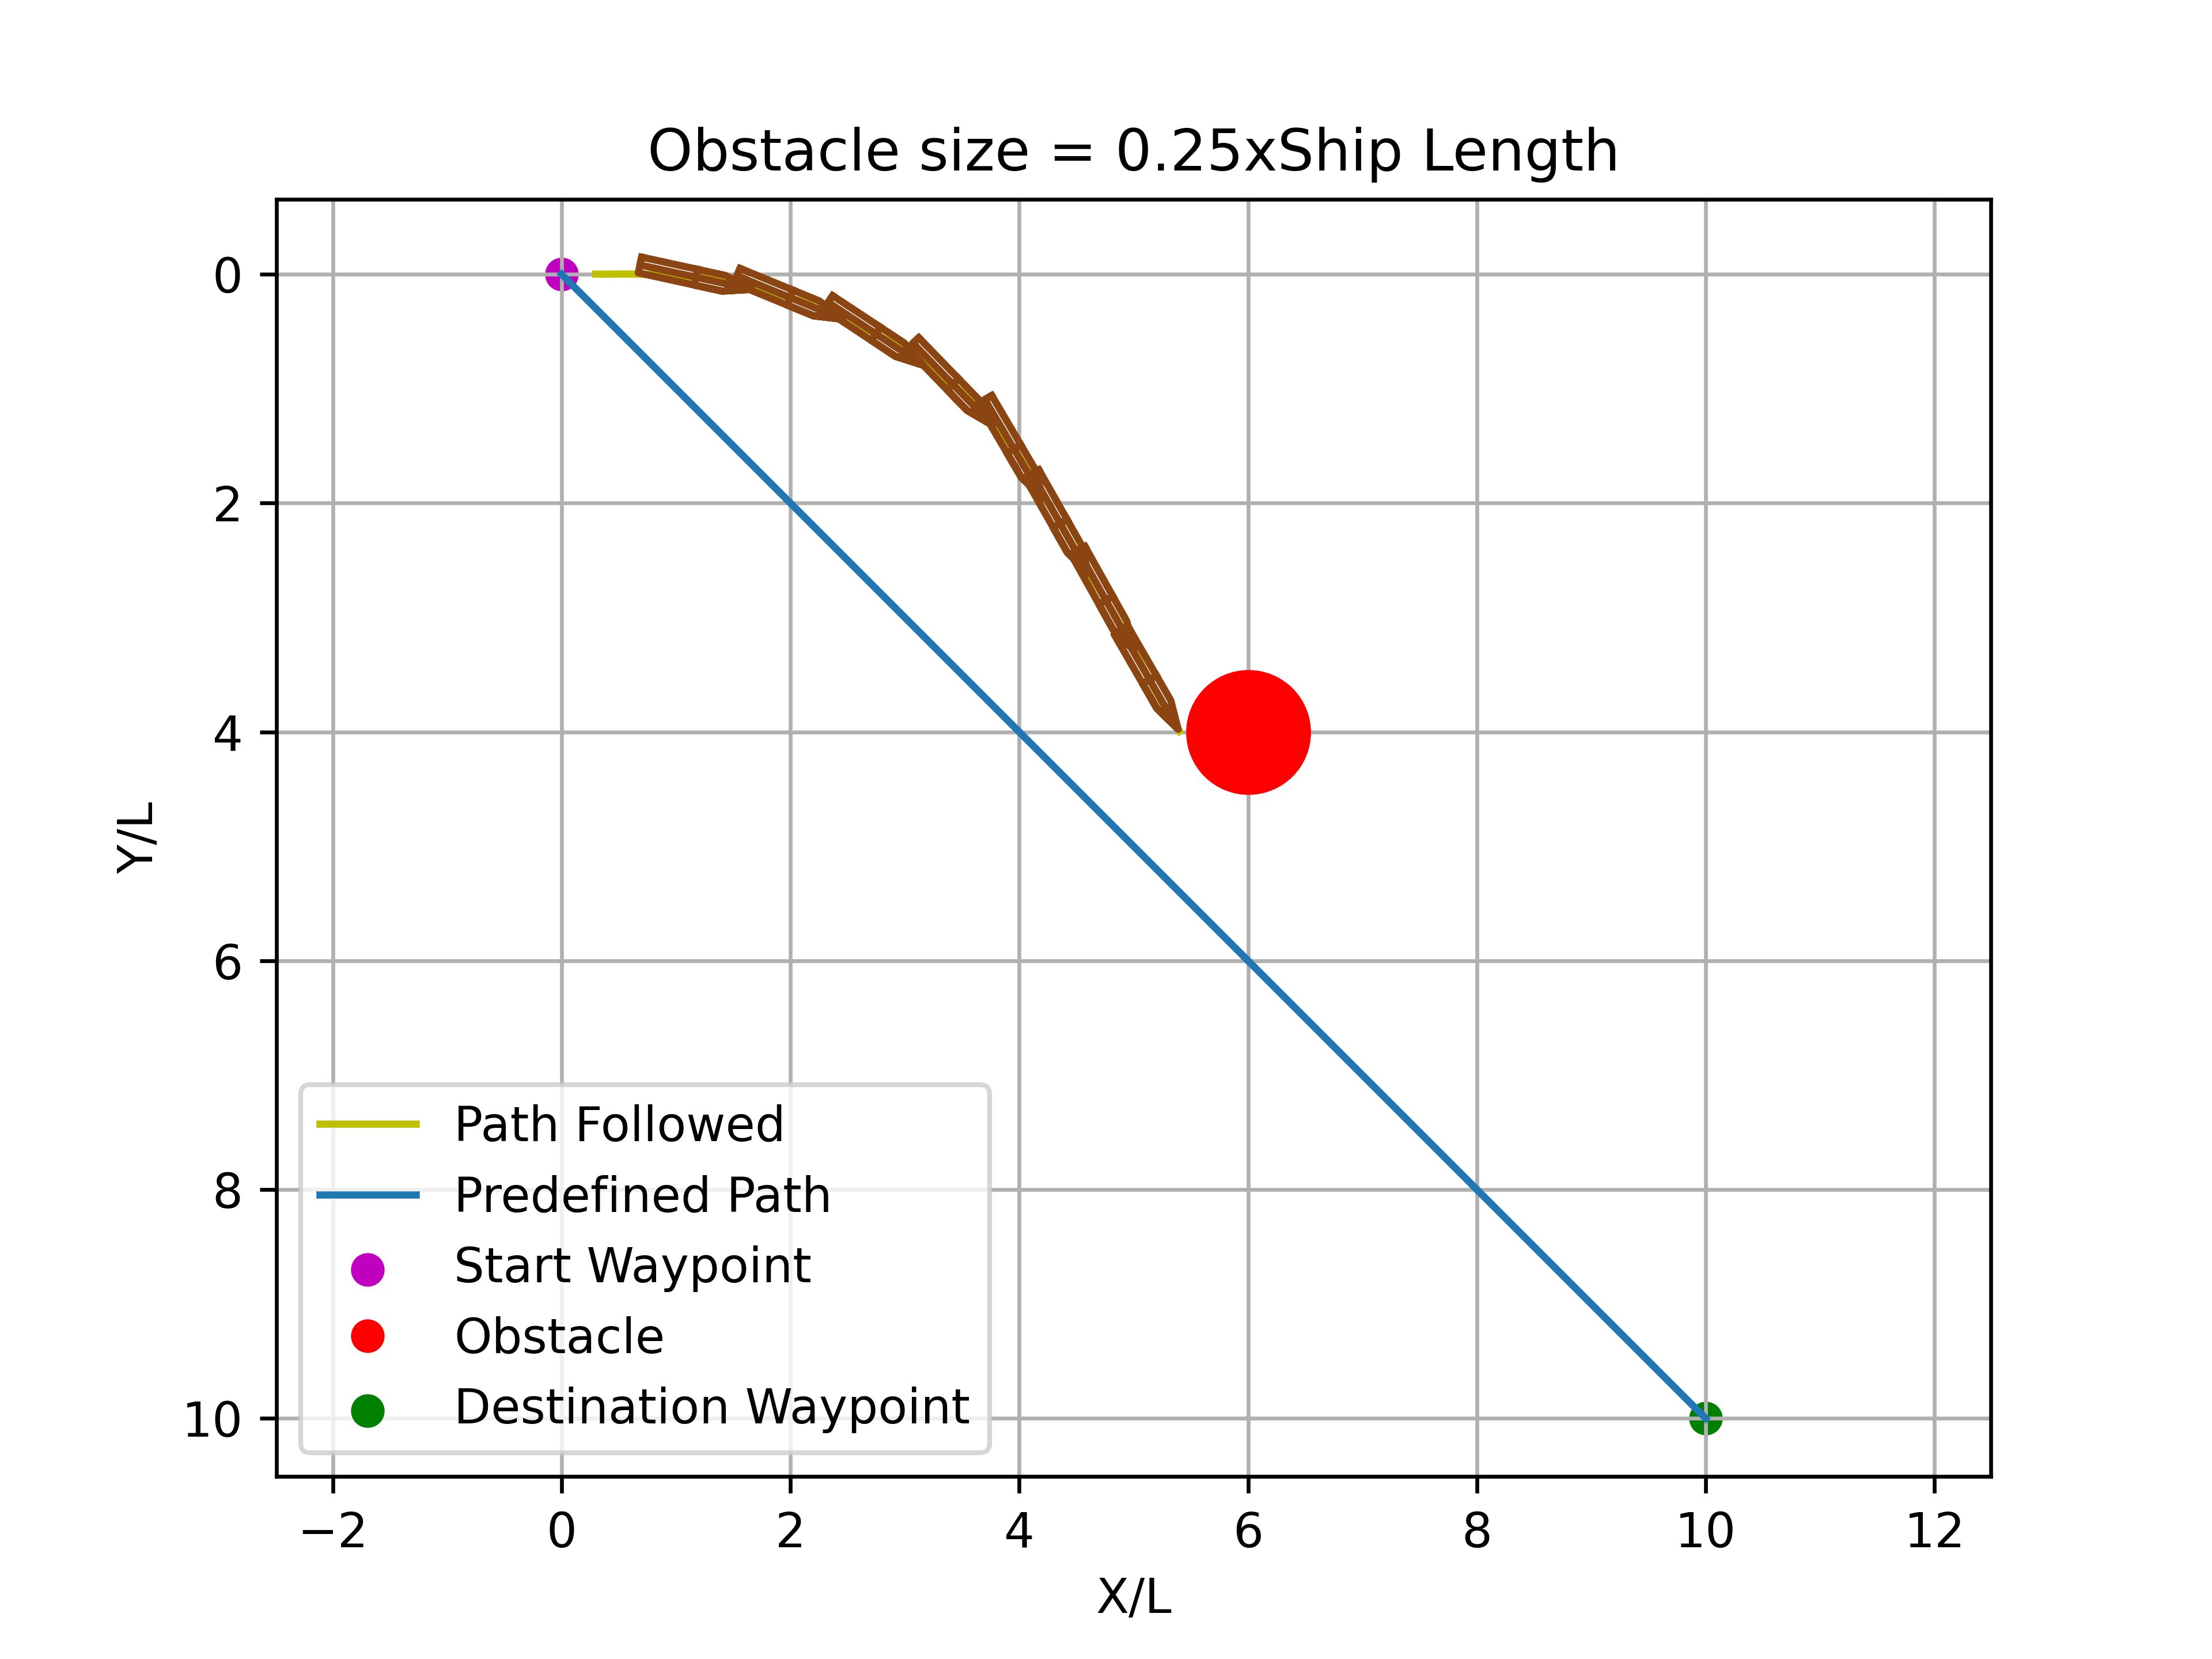 Obstacle size = 0.25xShip Length
0
2
4
6
8
10
Y/L
Path Followed
Predefined Path
Start Waypoint
Obstacle
Destination Waypoint
−2 0 2 4 6 8 10 12
X/L